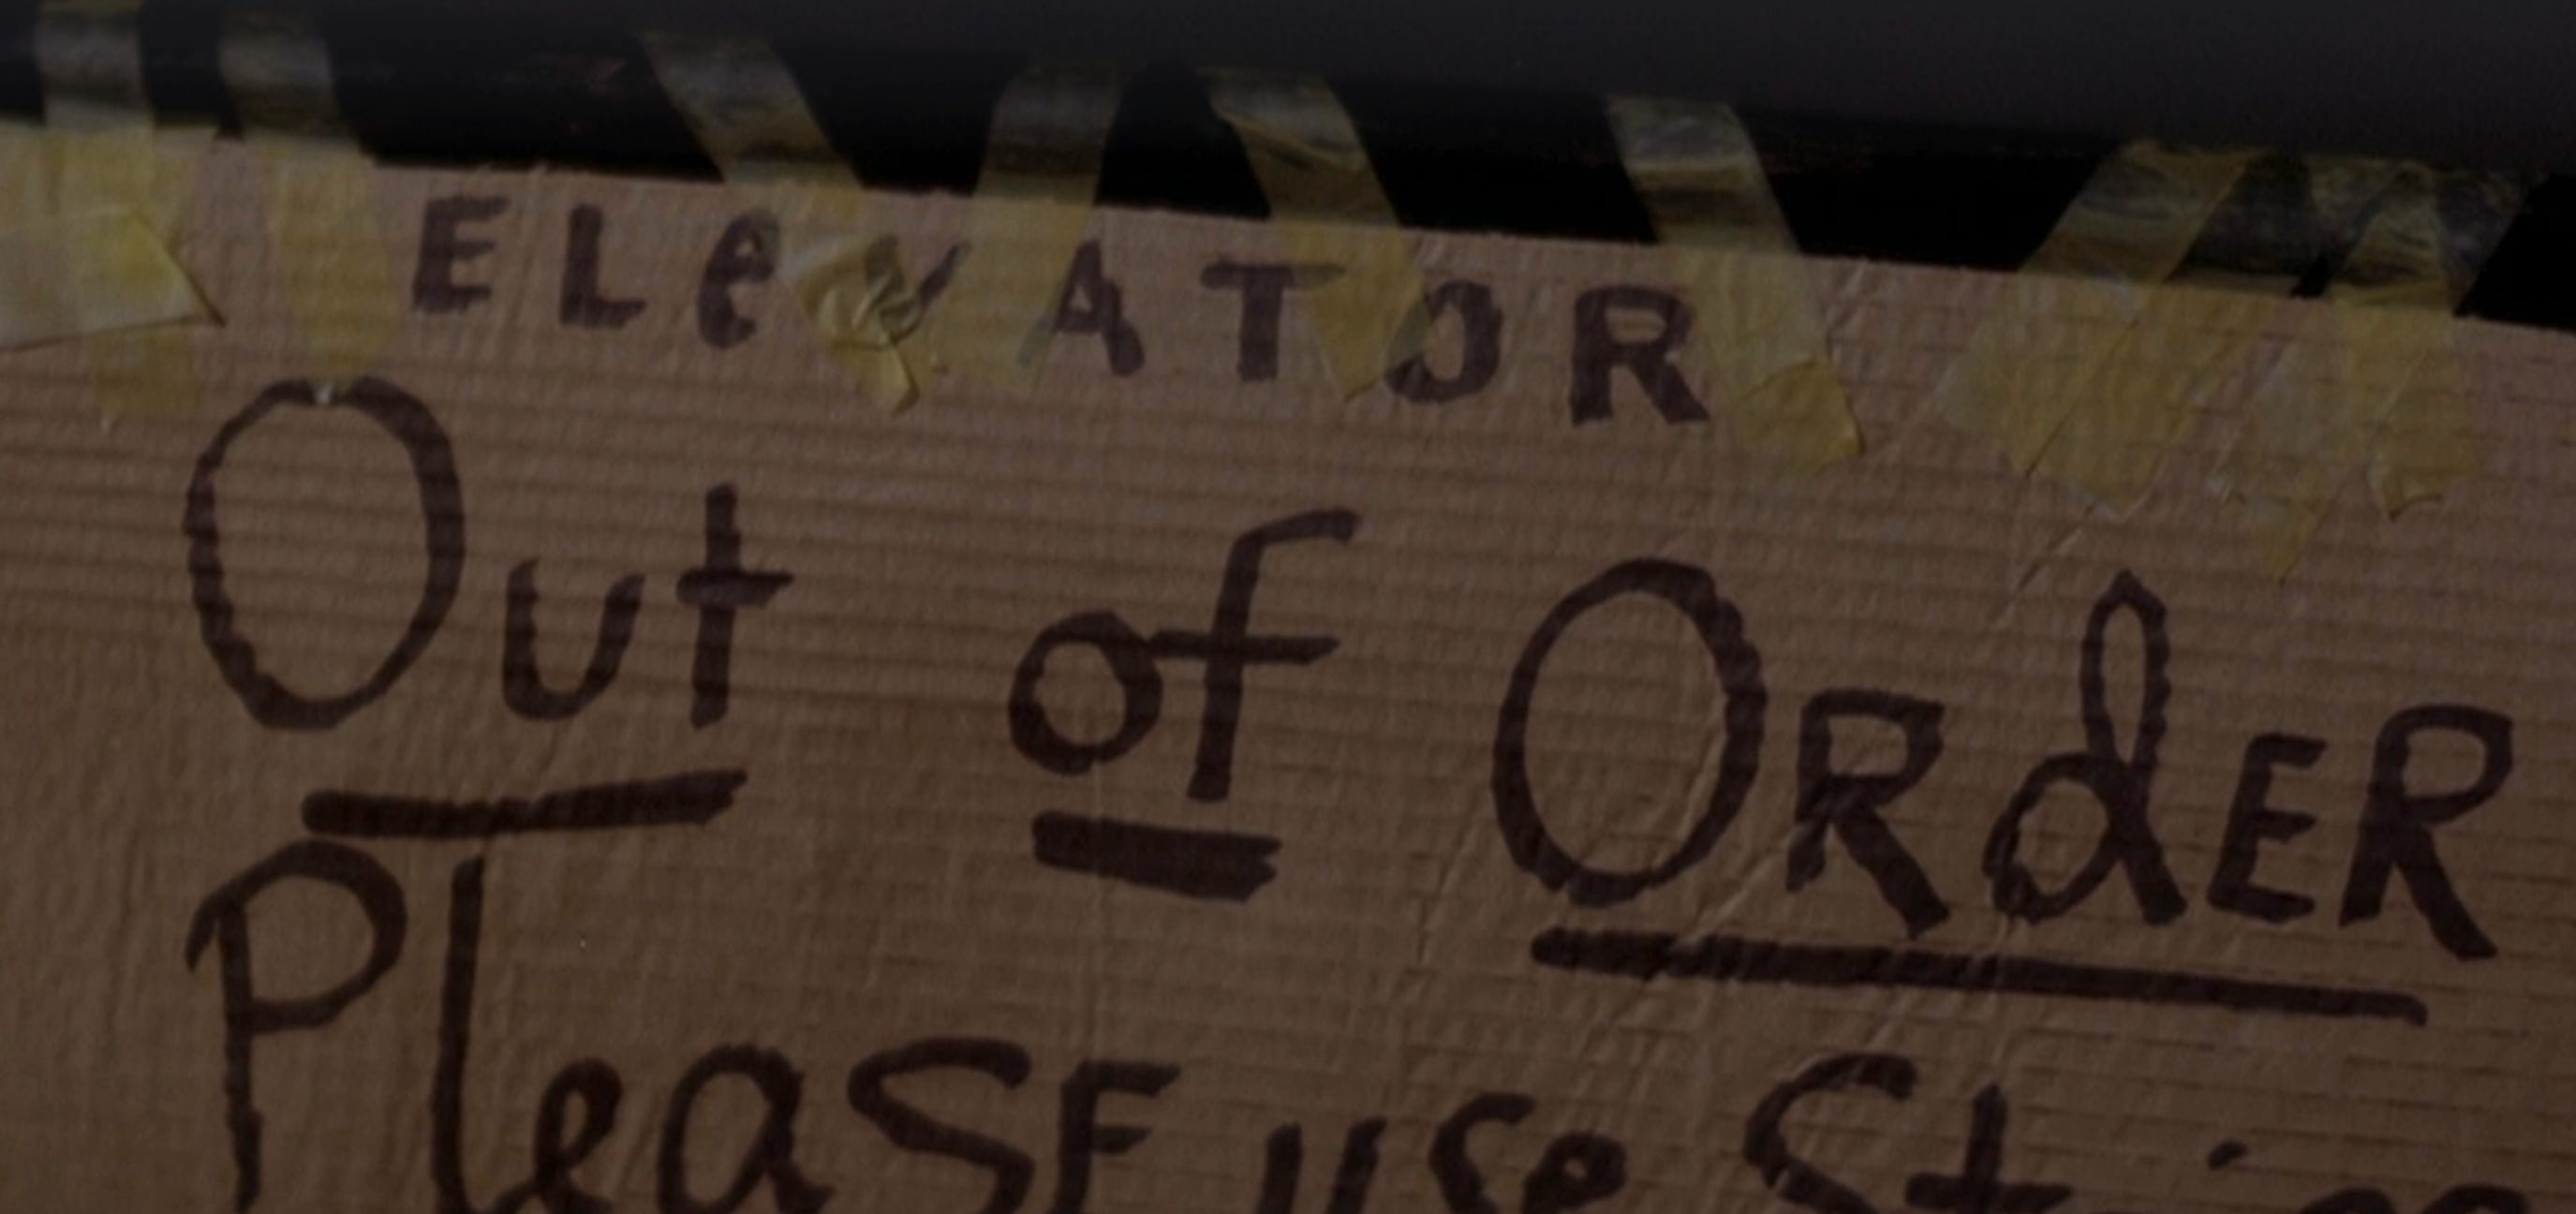 ELeVATOR
Out of ORdER
PleaSE use